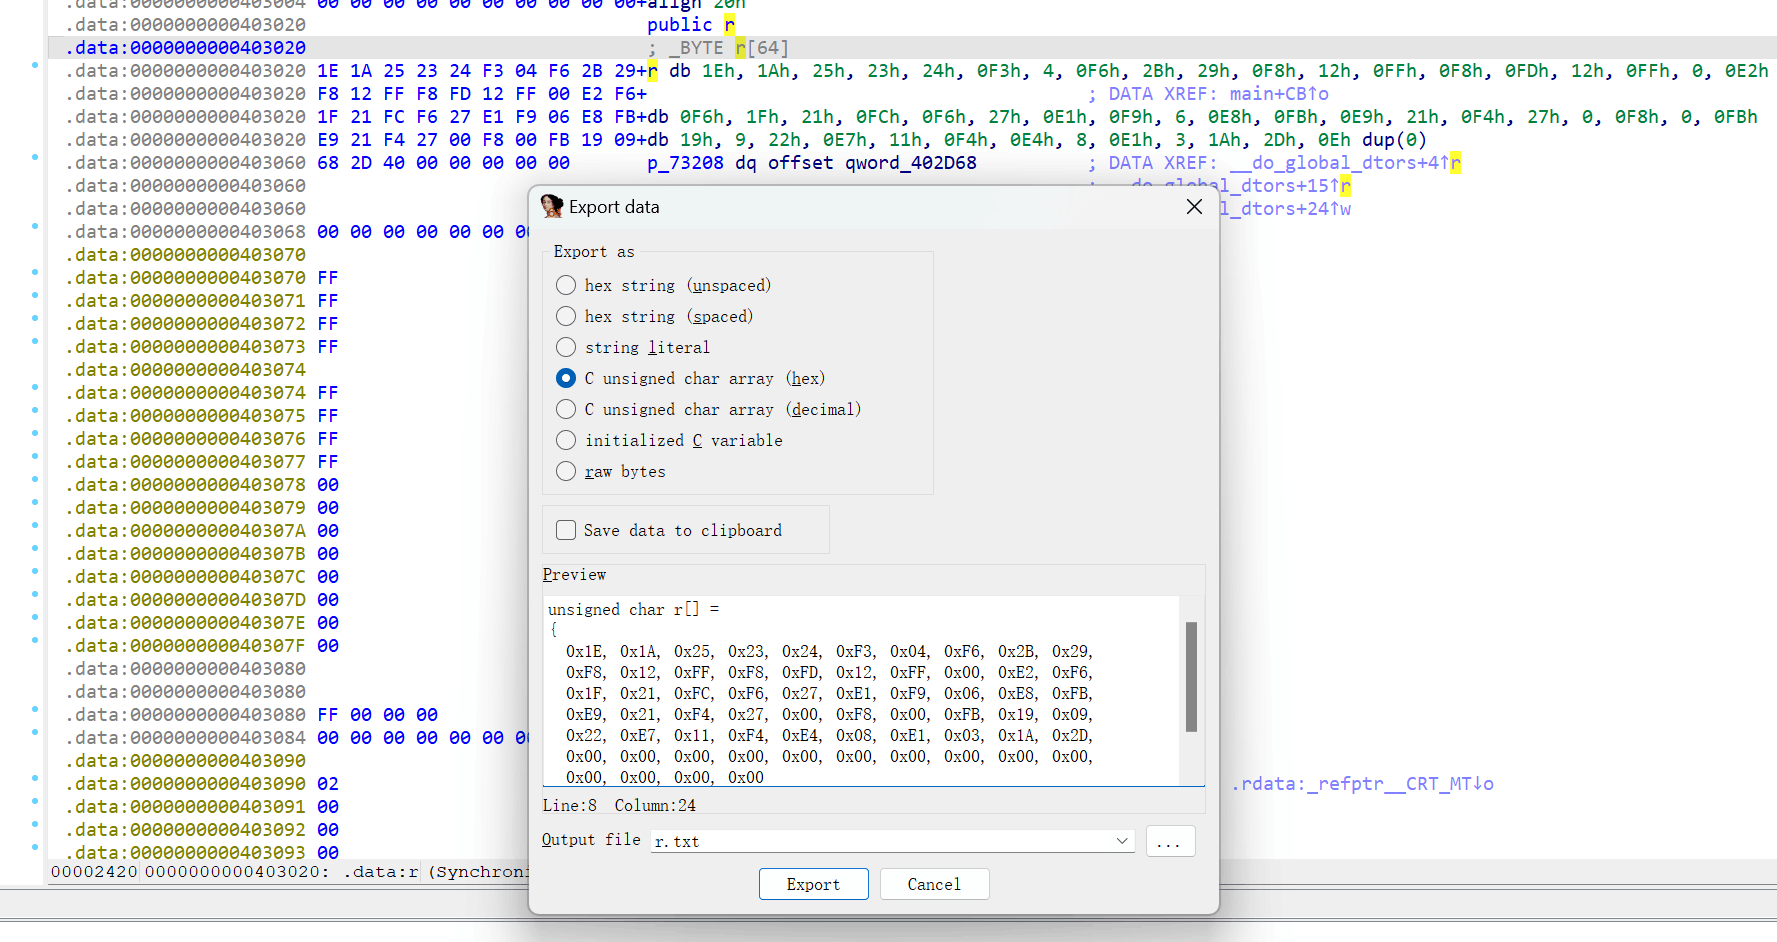 .data:0000000000403004 00 00 00 00 00 00 00 00 00 00+align 20h
.data:0000000000403020 public r
.data:0000000000403020 ; _BYTE r[64]
.data:0000000000403020 1E 1A 25 23 24 F3 04 F6 2B 29+r db 1Eh, 1Ah, 25h, 23h, 24h, 0F3h, 4, 0F6h, 2Bh, 29h, 0F8h, 12h, 0FFh, 0F8h, 0FDh, 12h, 0FFh, 0, 0E2h
.data:0000000000403020 F8 12 FF F8 FD 12 FF 00 E2 F6+ ; DATA XREF: main+CB↑o
.data:0000000000403020 1F 21 FC F6 27 E1 F9 06 E8 FB+db 0F6h, 1Fh, 21h, 0FCh, 0F6h, 27h, 0E1h, 0F9h, 6, 0E8h, 0FBh, 0E9h, 21h, 0F4h, 27h, 0, 0F8h, 0, 0FBh
.data:0000000000403020 E9 21 F4 27 00 F8 00 FB 19 09+db 19h, 9, 22h, 0E7h, 11h, 0F4h, 0E4h, 8, 0E1h, 3, 1Ah, 2Dh, 0Eh dup(0)
.data:0000000000403060 68 2D 40 00 00 00 00 00 p_73208 dq offset qword_402D68 ; DATA XREF: __do_global_dtors+4↑r
.data:0000000000403060 ; __do_global_dtors+15↑r
.data:0000000000403060 l_dtors+24↑w
.data:0000000000403068 00 00 00 00 00 00 00
.data:0000000000403070
.data:0000000000403070 FF
.data:0000000000403071 FF
.data:0000000000403072 FF
.data:0000000000403073 FF
.data:0000000000403074
.data:0000000000403074 FF
.data:0000000000403075 FF
.data:0000000000403076 FF
.data:0000000000403077 FF
.data:0000000000403078 00
.data:0000000000403079 00
.data:000000000040307A 00
.data:000000000040307B 00
.data:000000000040307C 00
.data:000000000040307D 00
.data:000000000040307E 00
.data:000000000040307F 00
.data:0000000000403080
.data:0000000000403080
.data:0000000000403080 FF 00 00 00
.data:0000000000403084 00 00 00 00 00 00 00
.data:0000000000403090
.data:0000000000403090 02 .rdata:_refptr__CRT_MT↓o
.data:0000000000403091 00
.data:0000000000403092 00
.data:0000000000403093 00
00002420 0000000000403020: .data:r (Synchroni
Export data
Export as
hex string (unspaced)
hex string (spaced)
string literal
C unsigned char array (hex)
C unsigned char array (decimal)
initialized C variable
raw bytes
Save data to clipboard
Preview
unsigned char r[] =
{
0x1E, 0x1A, 0x25, 0x23, 0x24, 0xF3, 0x04, 0xF6, 0x2B, 0x29,
0xF8, 0x12, 0xFF, 0xF8, 0xFD, 0x12, 0xFF, 0x00, 0xE2, 0xF6,
0x1F, 0x21, 0xFC, 0xF6, 0x27, 0xE1, 0xF9, 0x06, 0xE8, 0xFB,
0xE9, 0x21, 0xF4, 0x27, 0x00, 0xF8, 0x00, 0xFB, 0x19, 0x09,
0x22, 0xE7, 0x11, 0xF4, 0xE4, 0x08, 0xE1, 0x03, 0x1A, 0x2D,
0x00, 0x00, 0x00, 0x00, 0x00, 0x00, 0x00, 0x00, 0x00, 0x00,
0x00, 0x00, 0x00, 0x00
Line:8 Column:24
Output file r.txt
...
Export Cancel